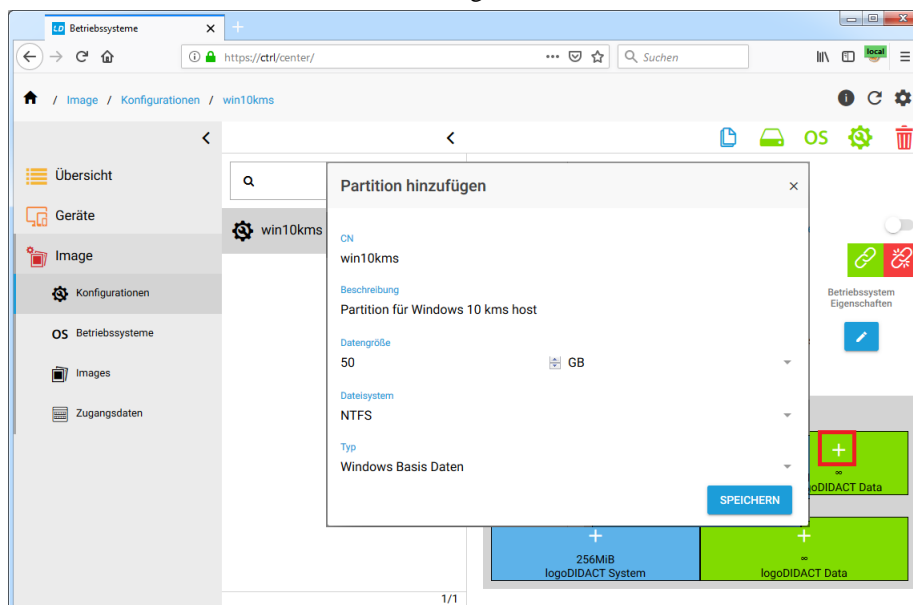 Betriebssysteme
https://ctrl/center/
Suchen
local
/ Image / Konfigurationen / win10kms
OS
Übersicht
Geräte
Image
Konfigurationen
OS Betriebssysteme
Images
Zugangsdaten
win10kms
1/1
Partition hinzufügen
CN
win10kms
Beschreibung
Partition für Windows 10 kms host
Datengröße
50 GB
Dateisystem
NTFS
Typ
Windows Basis Daten
SPEICHERN
Betriebssystem
Eigenschaften
∞
oDIDACT Data
256MiB
logoDIDACT System
∞
logoDIDACT Data